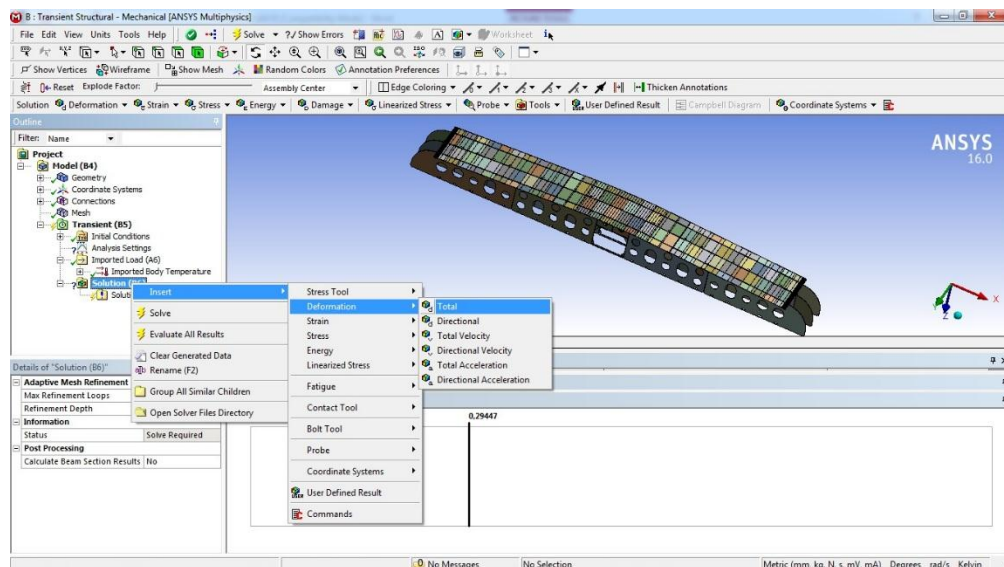 B : Transient Structural - Mechanical [ANSYS Multiphysics]
File Edit View Units Tools Help Solve ?/ Show Errors Worksheet
Show Vertices Wireframe Show Mesh Random Colors Annotation Preferences
Reset Explode Factor: Assembly Center Edge Coloring Thicken Annotations
Solution Deformation Strain Stress Energy Damage Linearized Stress Probe Tools User Defined Result Campbell Diagram Coordinate Systems
Outline
Filter: Name
Project
Model (B4)
Geometry
Coordinate Systems
Connections
Mesh
Transient (B5)
Initial Conditions
Analysis Settings
Imported Load (A6)
Imported Body Temperature
Solution (B6)
Soluti
ANSYS
16.0
X
Z
Insert
Solve
Evaluate All Results
Clear Generated Data
Rename (F2)
Group All Similar Children
Open Solver Files Directory
Stress Tool
Deformation
Strain
Stress
Energy
Linearized Stress
Fatigue
Contact Tool
Bolt Tool
Probe
Coordinate Systems
User Defined Result
Commands
Total
Directional
Total Velocity
Directional Velocity
Total Acceleration
Directional Acceleration
Details of "Solution (B6)"
Adaptive Mesh Refinement
Max Refinement Loops
Refinement Depth
Information
Status Solve Required
Post Processing
Calculate Beam Section Results No
0,29447
0 No Messages No Selection Metric (mm, kg, N, s, mV, mA) Degrees rad/s Kelvin